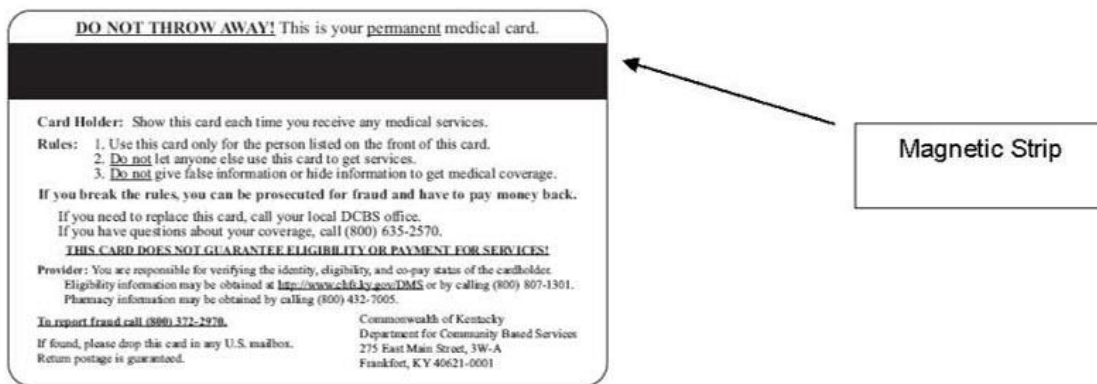 DO NOT THROW AWAY! This is your permanent medical card.
Magnetic Strip
Card Holder: Show this card each time you receive any medical services.
Rules: 1. Use this card only for the person listed on the front of this card.
2. Do not let anyone else use this card to get services.
3. Do not give false information or hide information to get medical coverage.
If you break the rules, you can be prosecuted for fraud and have to pay money back.
If you need to replace this card, call your local DCBS office.
If you have questions about your coverage, call (800) 635-2570.
THIS CARD DOES NOT GUARANTEE ELIGIBILITY OR PAYMENT FOR SERVICES!
Provider: You are responsible for verifying the identity, eligibility, and co-pay status of the cardholder.
Eligibility information may be obtained at http://www.chfs.ky.gov/DMS or by calling (800) 807-1301.
Pharmacy information may be obtained by calling (800) 432-7005.
To report fraud call (800) 372-2970.
If found, please drop this card in any U.S. mailbox.
Return postage is guaranteed.
Commonwealth of Kentucky
Department for Community Based Services
275 East Main Street, 3W-A
Frankfort, KY 40621-0001